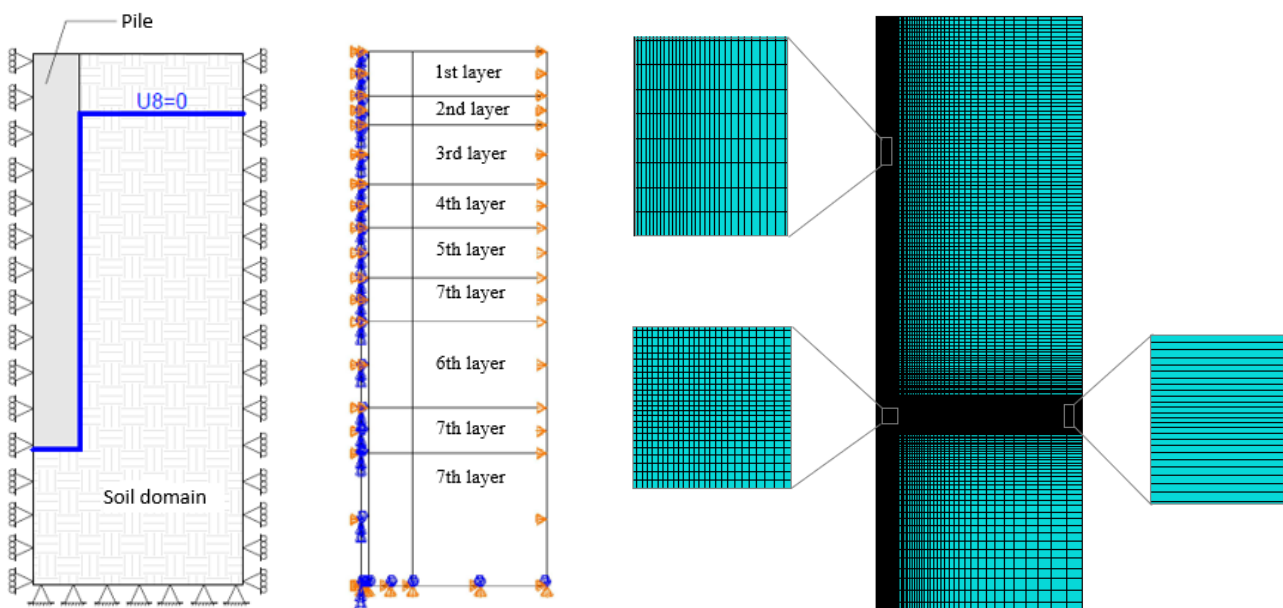 Pile
U8=0
Soil domain
1st layer
2nd layer
3rd layer
4th layer
5th layer
7th layer
6th layer
7th layer
7th layer